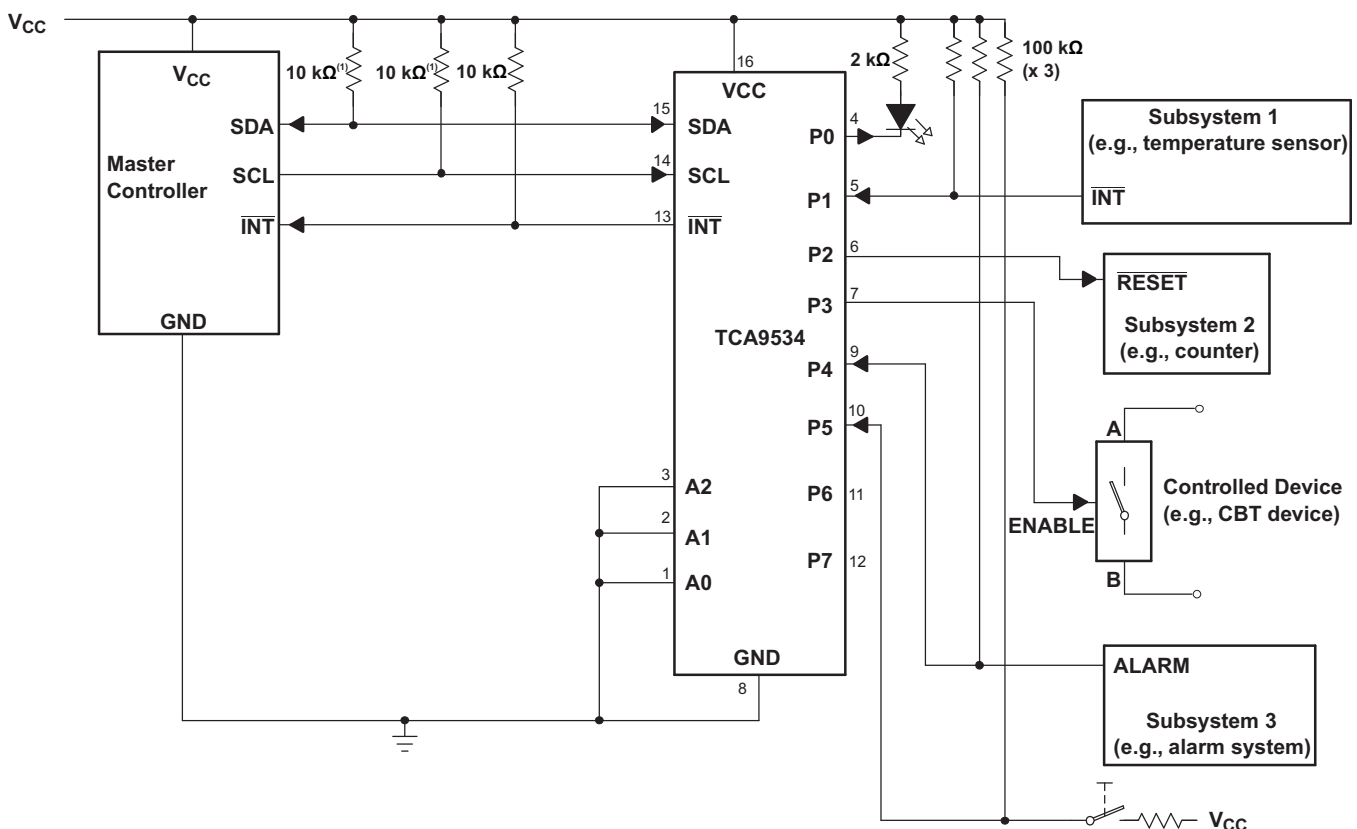 V_CC
V_CC
10 kΩ(1)
10 kΩ(1)
10 kΩ
2 kΩ
100 kΩ
(x 3)
Master
Controller
SDA
SCL
INT
GND
16
VCC
15
SDA
14
SCL
13
INT
TCA9534
3
A2
2
A1
1
A0
GND
8
P0
4
P1
5
P2
6
P3
7
P4
9
P5
10
P6
11
P7
12
Subsystem 1
(e.g., temperature sensor)
INT
RESET
Subsystem 2
(e.g., counter)
A
Controlled Device
(e.g., CBT device)
ENABLE
B
ALARM
Subsystem 3
(e.g., alarm system)
V_CC